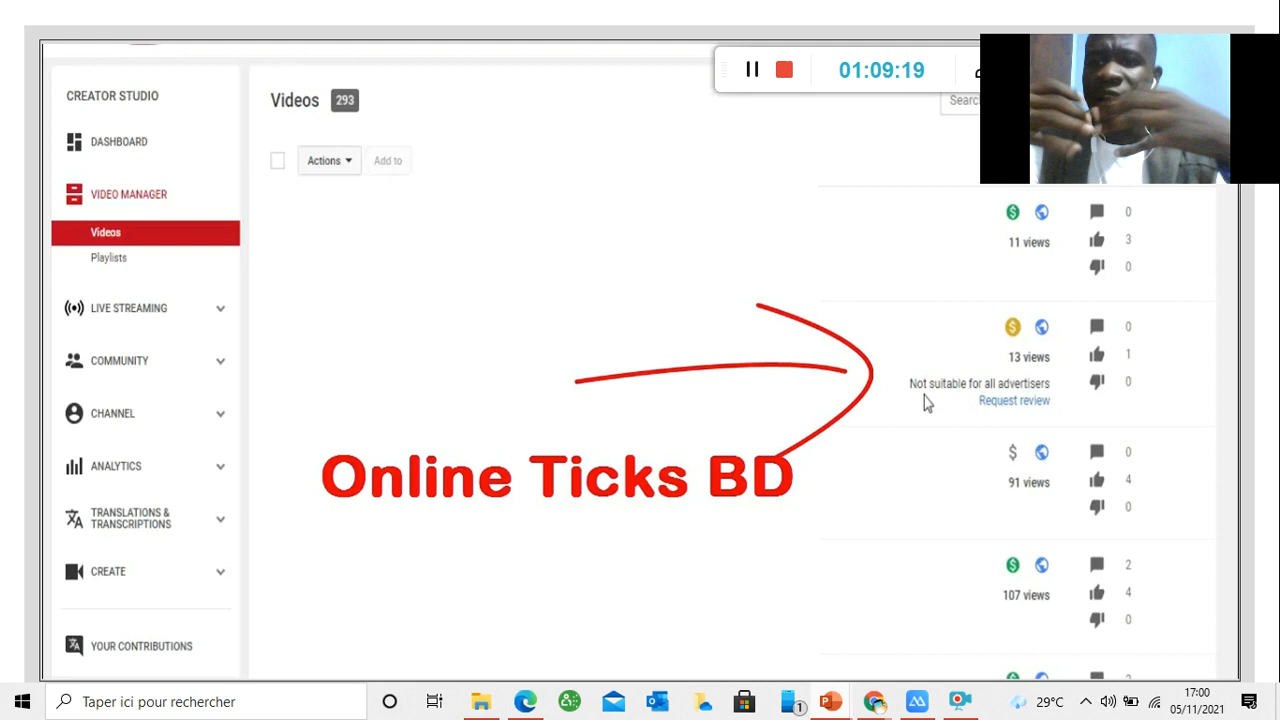 01:09:19
CREATOR STUDIO
Videos 293
Actions Add to
DASHBOARD
VIDEO MANAGER
Videos
Playlists
LIVE STREAMING
COMMUNITY
CHANNEL
ANALYTICS
TRANSLATIONS &
TRANSCRIPTIONS
CREATE
YOUR CONTRIBUTIONS
Online Ticks BD
0
11 views 3
0
0
13 views 1
Not suitable for all advertisers 0
Request review
0
91 views 4
0
2
107 views 4
0
Taper ici pour rechercher
1
29°C
17:00
05/11/2021